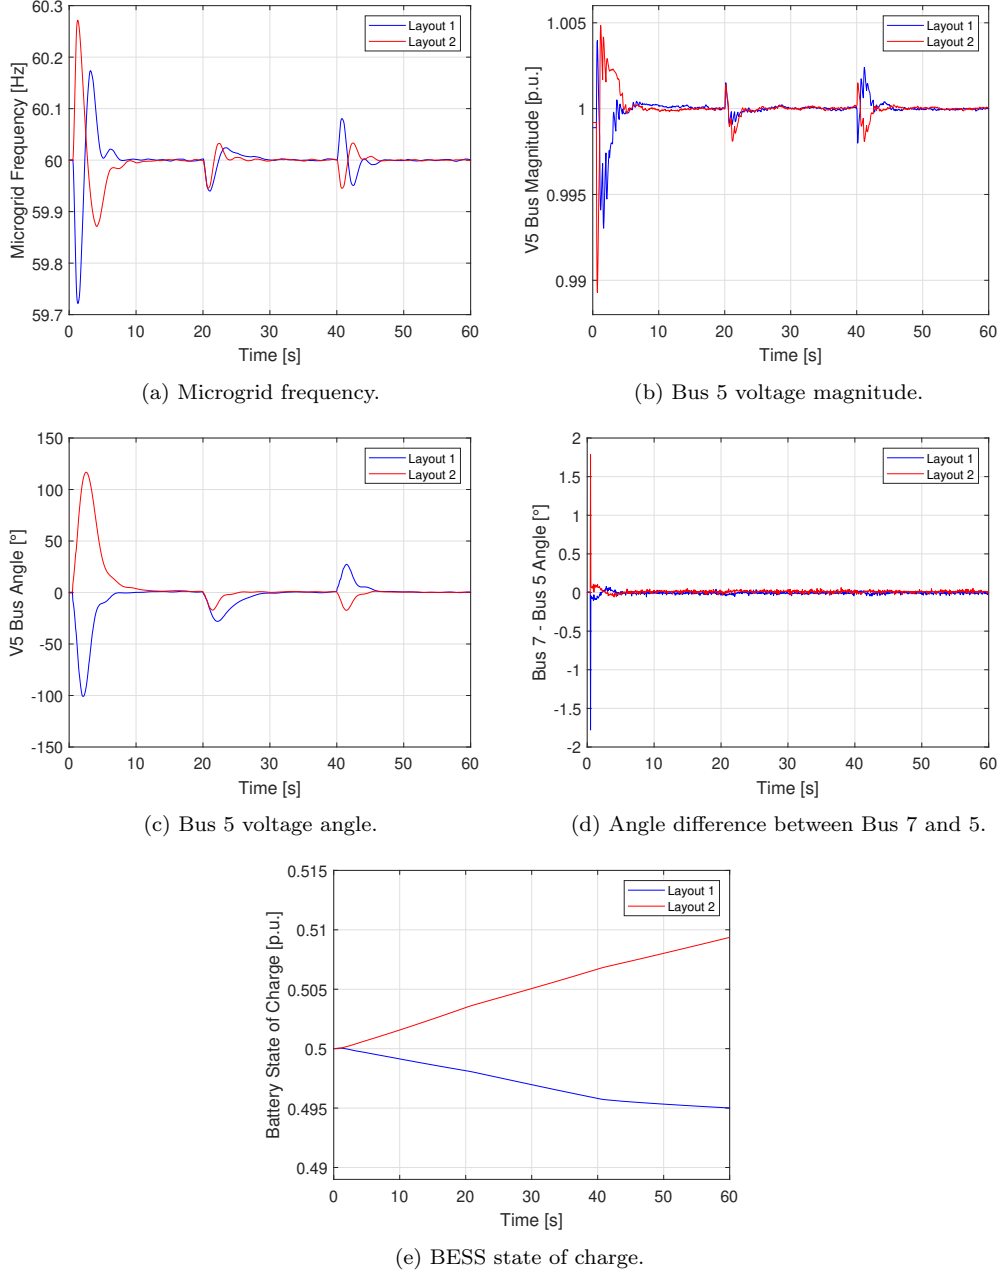 60.3
60.2
60.1
60
59.9
59.8
59.7
Microgrid Frequency [Hz]
Layout 1
Layout 2
0 10 20 30 40 50 60
Time [s]
(a) Microgrid frequency.
1.005
1
0.995
0.99
V5 Bus Magnitude [p.u.]
Layout 1
Layout 2
0 10 20 30 40 50 60
Time [s]
(b) Bus 5 voltage magnitude.
150
100
50
0
-50
-100
-150
V5 Bus Angle [°]
Layout 1
Layout 2
0 10 20 30 40 50 60
Time [s]
(c) Bus 5 voltage angle.
2
1.5
1
0.5
0
-0.5
-1
-1.5
-2
Bus 7 - Bus 5 Angle [°]
Layout 1
Layout 2
0 10 20 30 40 50 60
Time [s]
(d) Angle difference between Bus 7 and 5.
0.515
0.51
0.505
0.5
0.495
0.49
Battery State of Charge [p.u.]
Layout 1
Layout 2
0 10 20 30 40 50 60
Time [s]
(e) BESS state of charge.